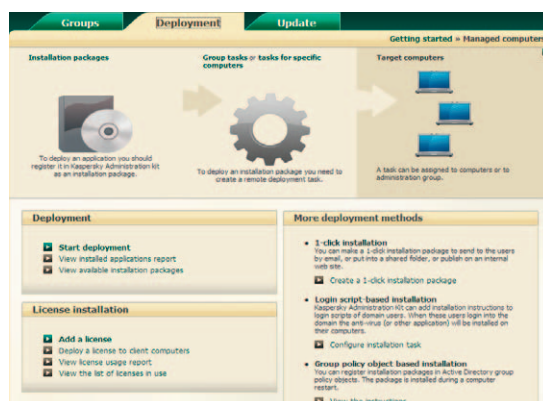 Groups
Deployment
Update
Getting started » Managed computers
Installation packages
Group tasks or tasks for specific
computers
Target computers
To deploy an application you should
register it in Kaspersky Administration kit
as an installation package.
To deploy an installation package you need to
create a remote deployment task.
A task can be assigned to computers or to
administration group.
Deployment
Start deployment
View installed applications report
View available installation packages
License installation
Add a license
Deploy a license to client computers
View license usage report
View the list of licenses in use
More deployment methods
1-click installation
You can make a 1-click installation package to send to the users
by email, or put into a shared folder, or publish on an internal
web site.
Create a 1-click installation package
Login script-based installation
Kaspersky Administration Kit can add installation instructions to
login scripts of domain users. When these users login into the
domain the anti-virus (or other application) will be installed on
their computers.
Configure installation task
Group policy object based installation
You can register installation packages in Active Directory group
policy objects. The package is installed during a computer
restart.
View the instructions